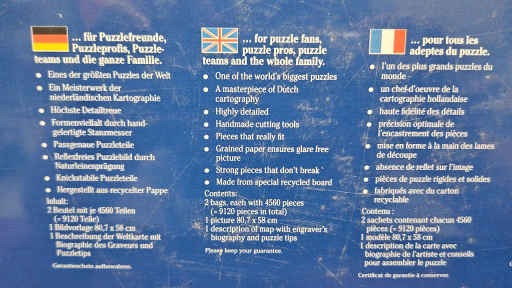 ... für Puzzlefreunde,
Puzzleprofis, Puzzle-
teams und die ganze Familie.
Eines der größten Puzzles der Welt
Ein Meisterwerk der
niederländischen Kartographie
Höchste Detailtreue
Formenvielfalt durch hand-
gefertigte Stanzmesser
Passgenaue Puzzleteile
Reflexfreies Puzzlebild durch
Naturleinenprägung
Knickstabile Puzzleteile
Hergestellt aus recycelter Pappe
Inhalt:
2 Beutel mit je 4560 Teilen
(= 9120 Teile)
1 Bildvorlage 80,7 x 58 cm
1 Beschreibung der Weltkarte mit
Biographie des Graveurs und
Puzzletips
Garantieschein aufbewahren.
... for puzzle fans,
puzzle pros, puzzle
teams and the whole family.
One of the world's biggest puzzles
A masterpiece of Dutch
cartography
Highly detailed
Handmade cutting tools
Pieces that really fit
Grained paper ensures glare free
picture
Strong pieces that don't break
Made from special recycled board
Contents:
2 bags, each with 4560 pieces
(= 9120 pieces in total)
1 picture 80,7 x 58 cm
1 description of map with engraver's
biography and puzzle tips
Please keep your guarantee.
... pour tous les
adeptes du puzzle.
l'un des plus grands puzzles du
monde
un chef-d'oeuvre de la
cartographie hollandaise
haute fidélité des détails
précision optimale de
l'encastrement des pièces
mise en forme à la main des lames
de découpe
absence de reflet sur l'image
pièces de puzzle rigides et solides
fabriqués avec du carton
recyclable
Contenu :
2 sachets contenant chacun 4560
pièces (= 9120 pièces)
1 modèle 80,7 x 58 cm
1 description de la carte avec
biographie de l'artiste et conseils
pour assembler le puzzle
Certificat de garantie à conserver.